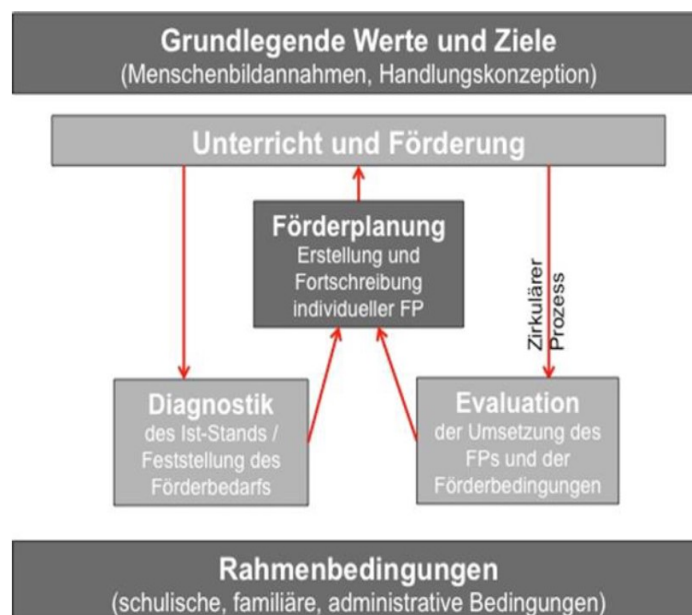 Grundlegende Werte und Ziele
(Menschenbildannahmen, Handlungskonzeption)
Unterricht und Förderung
Förderplanung
Erstellung und
Fortschreibung
individueller FP
Zirkulärer
Prozess
Diagnostik
des Ist-Stands /
Feststellung des
Förderbedarfs
Evaluation
der Umsetzung des
FPs und der
Förderbedingungen
Rahmenbedingungen
(schulische, familiäre, administrative Bedingungen)